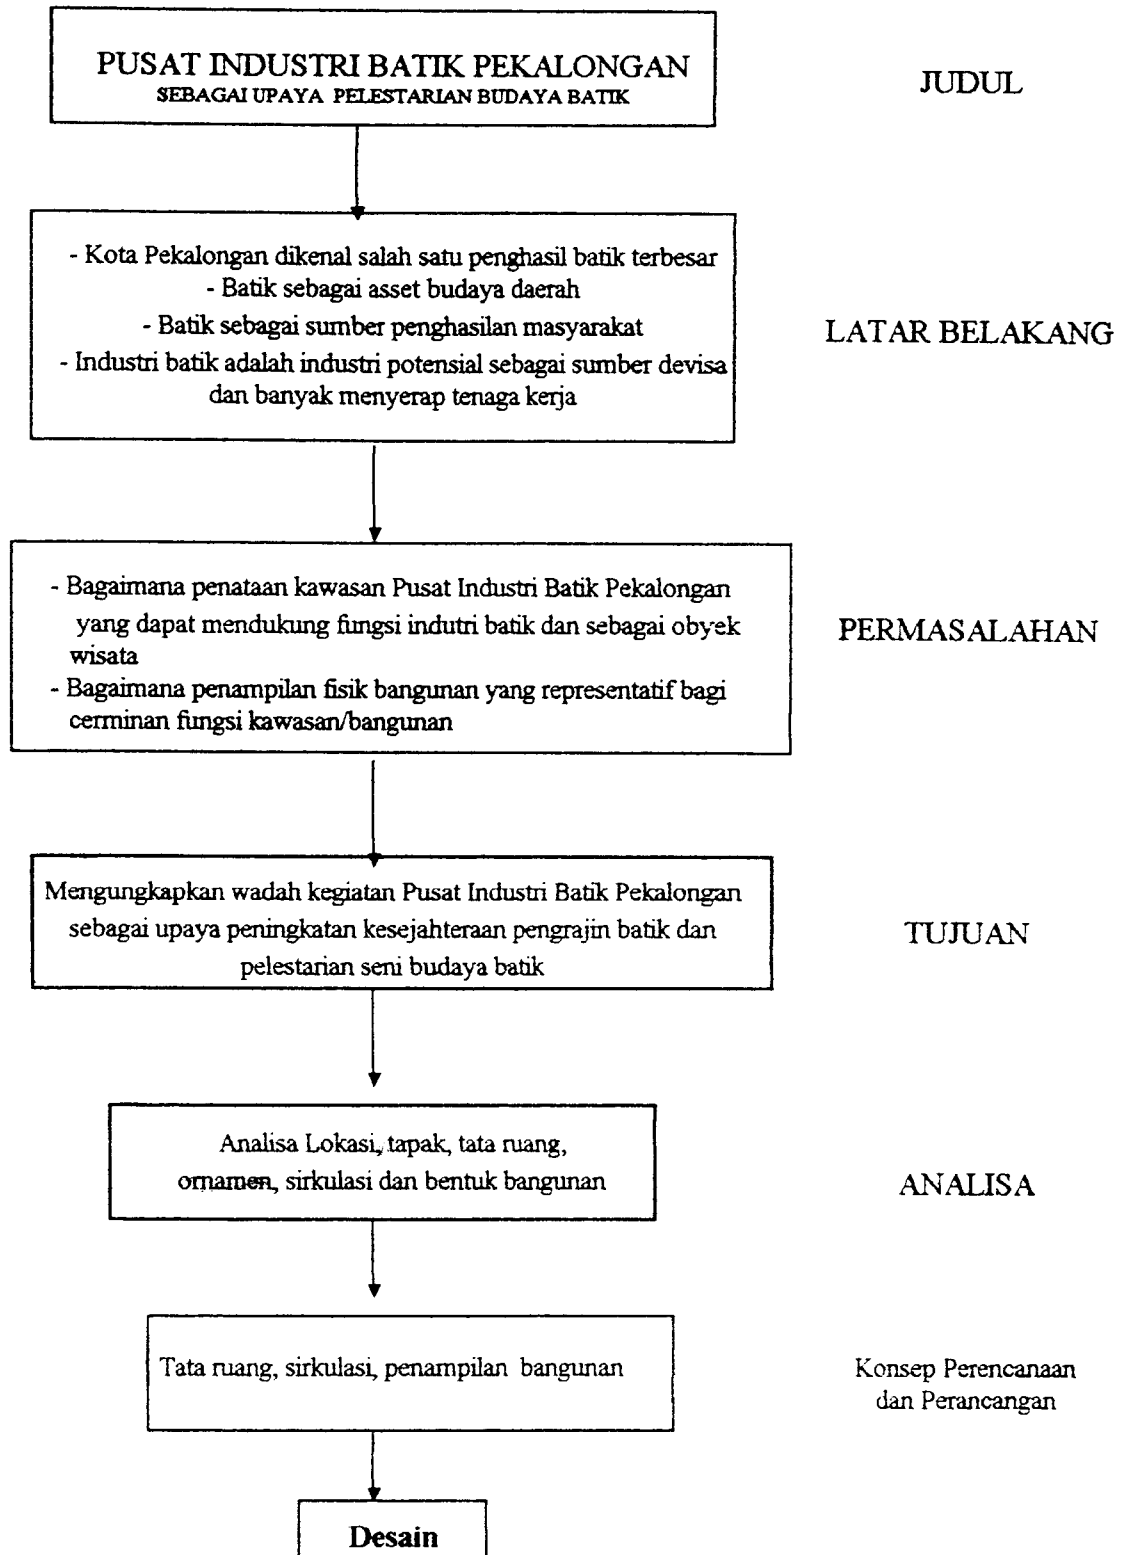 PUSAT INDUSTRI BATIK PEKALONGAN
SEBAGAI UPAYA PELESTARIAN BUDAYA BATIK
JUDUL
- Kota Pekalongan dikenal salah satu penghasil batik terbesar
- Batik sebagai asset budaya daerah
- Batik sebagai sumber penghasilan masyarakat
- Industri batik adalah industri potensial sebagai sumber devisa
dan banyak menyerap tenaga kerja
LATAR BELAKANG
- Bagaimana penataan kawasan Pusat Industri Batik Pekalongan
yang dapat mendukung fungsi indutri batik dan sebagai obyek
wisata
- Bagaimana penampilan fisik bangunan yang representatif bagi
cerminan fungsi kawasan/bangunan
PERMASALAHAN
Mengungkapkan wadah kegiatan Pusat Industri Batik Pekalongan
sebagai upaya peningkatan kesejahteraan pengrajin batik dan
pelestarian seni budaya batik
TUJUAN
Analisa Lokasi, tapak, tata ruang,
ornamen, sirkulasi dan bentuk bangunan
ANALISA
Tata ruang, sirkulasi, penampilan bangunan
Konsep Perencanaan
dan Perancangan
Desain